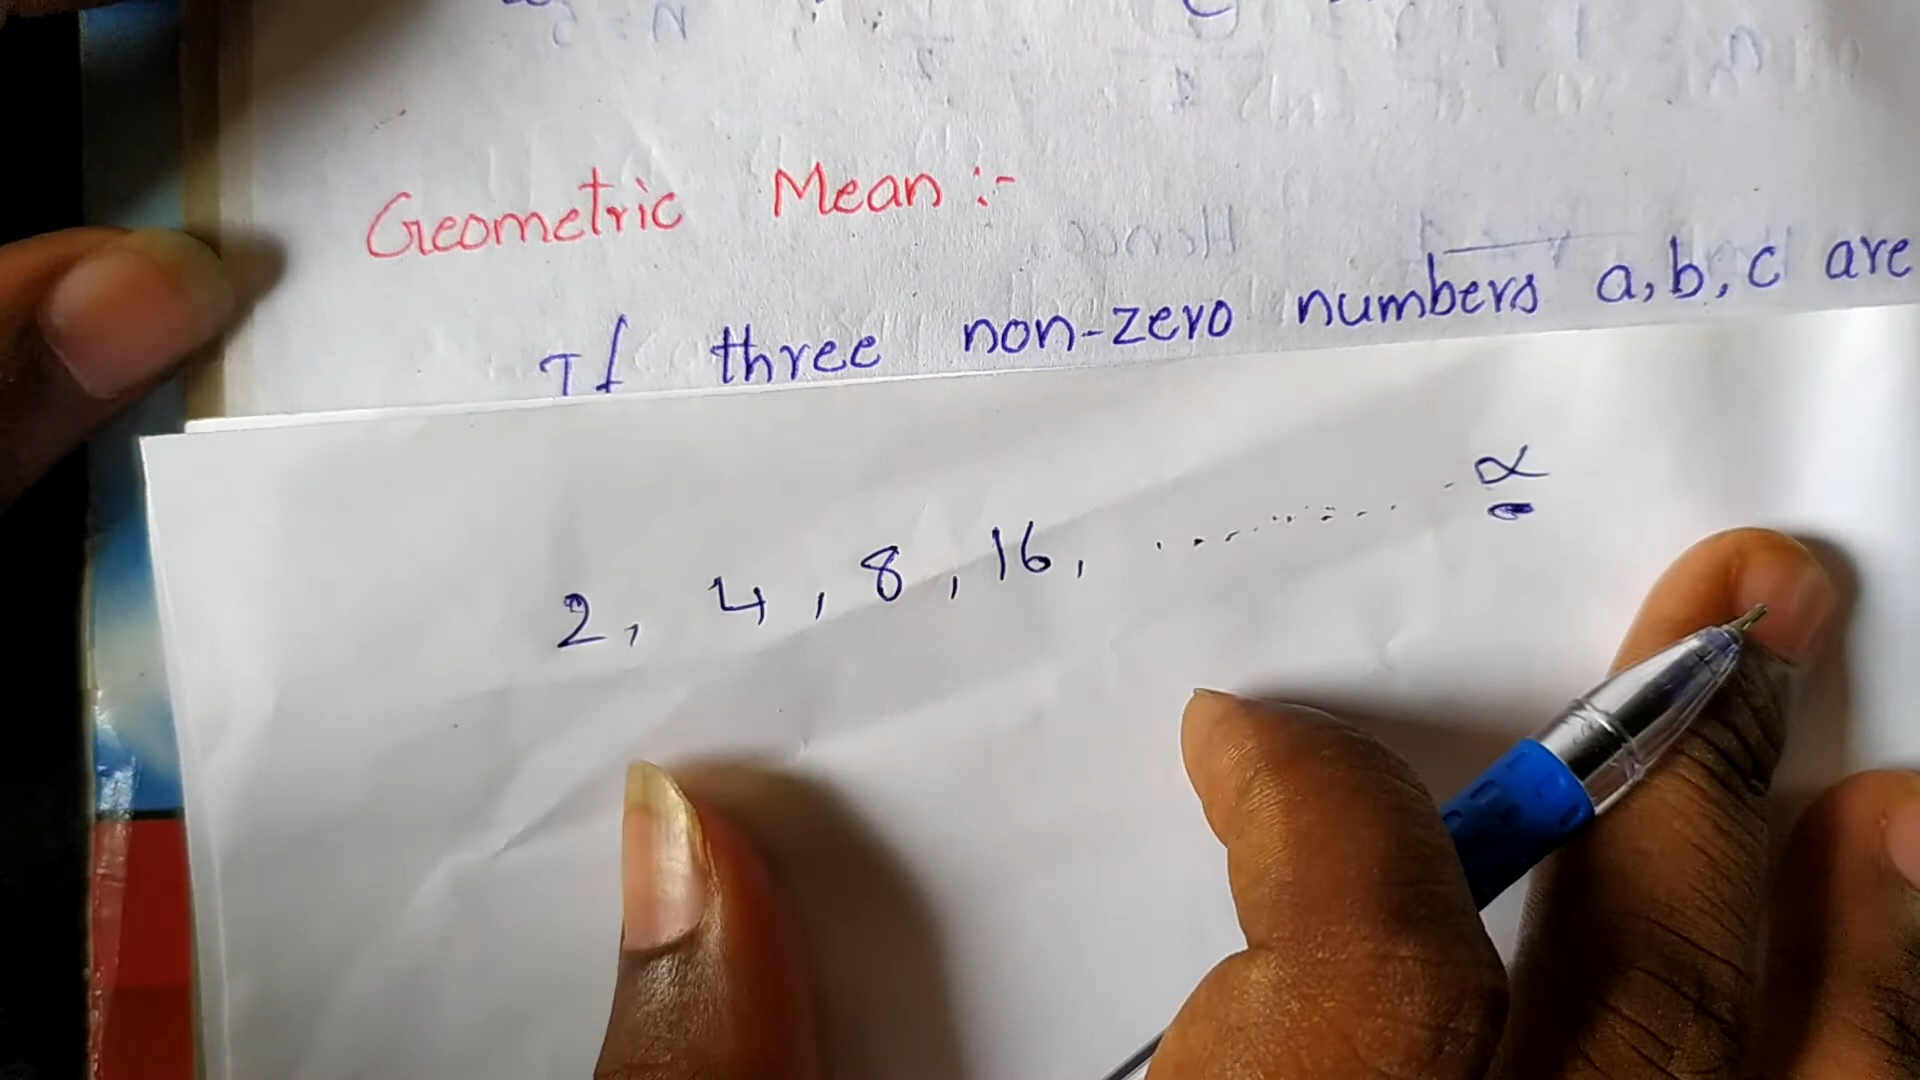 Geometric Mean :-
If three non-zero numbers a, b, c are
2, 4, 8, 16, .............. ∝